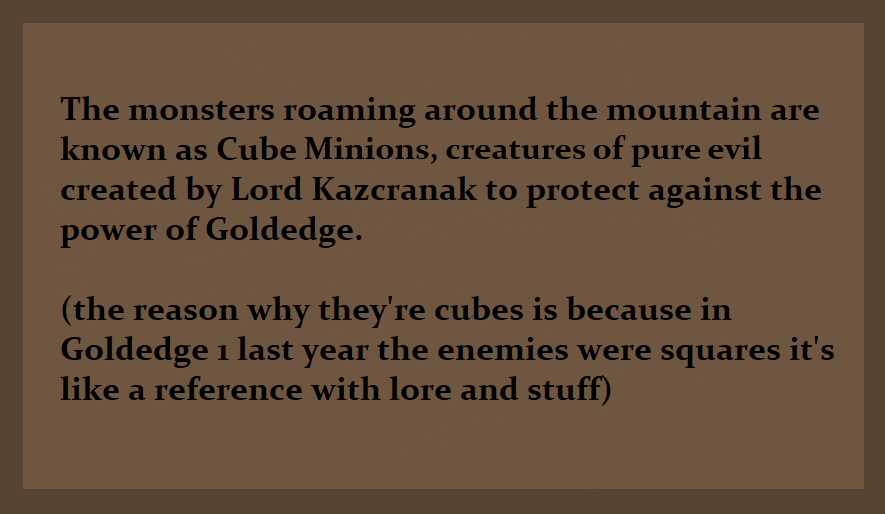 The monsters roaming around the mountain are
known as Cube Minions, creatures of pure evil
created by Lord Kazcranak to protect against the
power of Goldedge.
(the reason why they're cubes is because in
Goldedge 1 last year the enemies were squares it's
like a reference with lore and stuff)